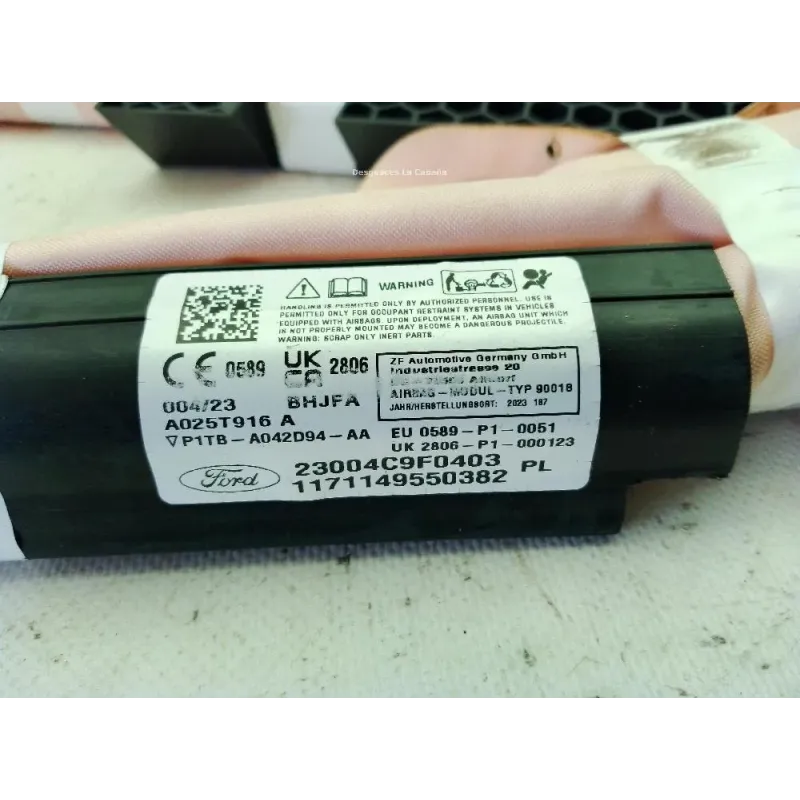 Desguaces La Cabaña
WARNING
HANDLING IS PERMITTED ONLY BY AUTHORIZED PERSONNEL. USE IS
PERMITTED ONLY FOR OCCUPANT RESTRAINT SYSTEMS IN VEHICLES
EQUIPPED WITH AIRBAGS. UPON DEPLOYMENT, AN AIRBAG UNIT WHICH
IS NOT PROPERLY MOUNTED MAY BECOME A DANGEROUS PROJECTILE.
WARNING: SCRAP ONLY INERT PARTS.
CE 0589 UK CA 2806
ZF Automotive Germany GmbH
Industriestrasse 20
AIRBAG-MODUL-TYP 90018
JAHR/HERSTELLUNGSORT: 2023 187
004/23 BHJFA
A025T916 A
P1TB-A042D94-AA
EU 0589-P1-0051
UK 2806-P1-000123
Ford
23004C9F0403 PL
1171149550382